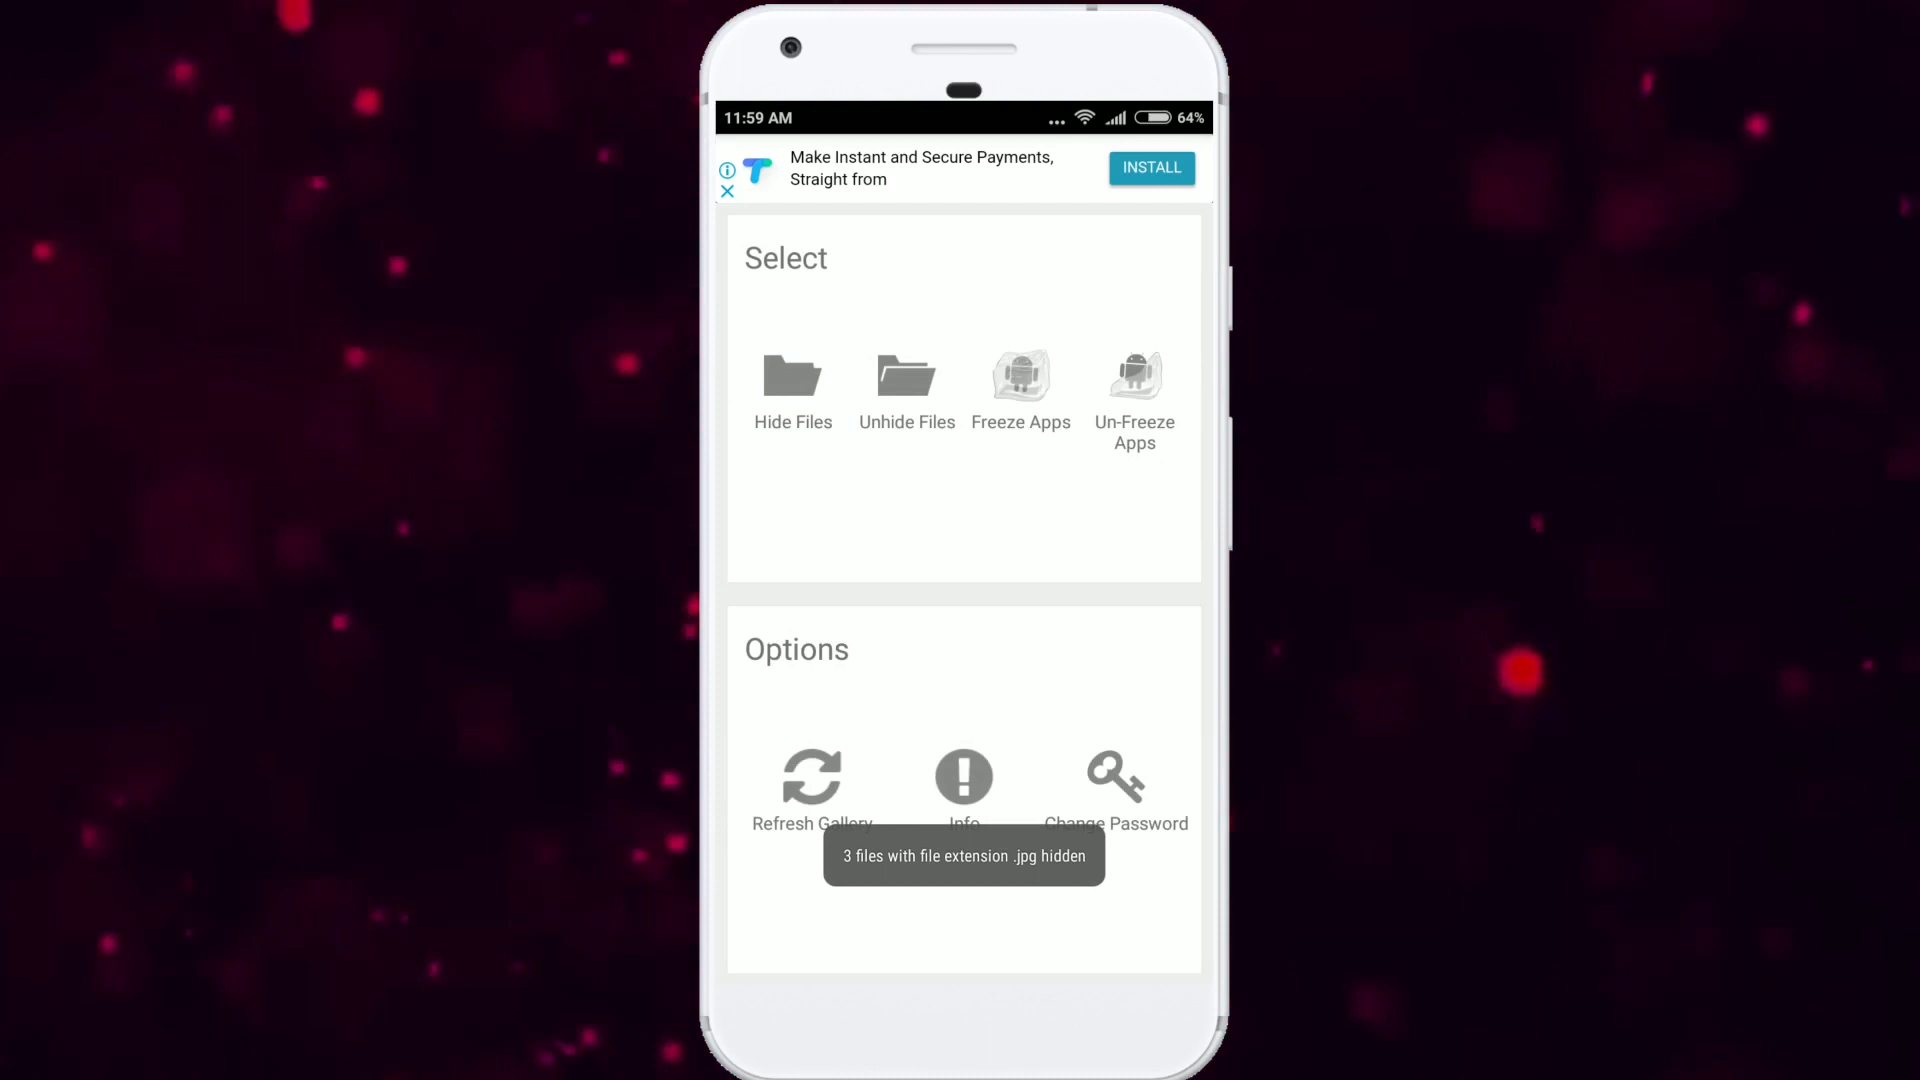 11:59 AM
64%
Make Instant and Secure Payments,
Straight from
INSTALL
Select
Hide Files
Unhide Files
Freeze Apps
Un-Freeze
Apps
Options
Refresh Gallery
Info
Change Password
3 files with file extension .jpg hidden